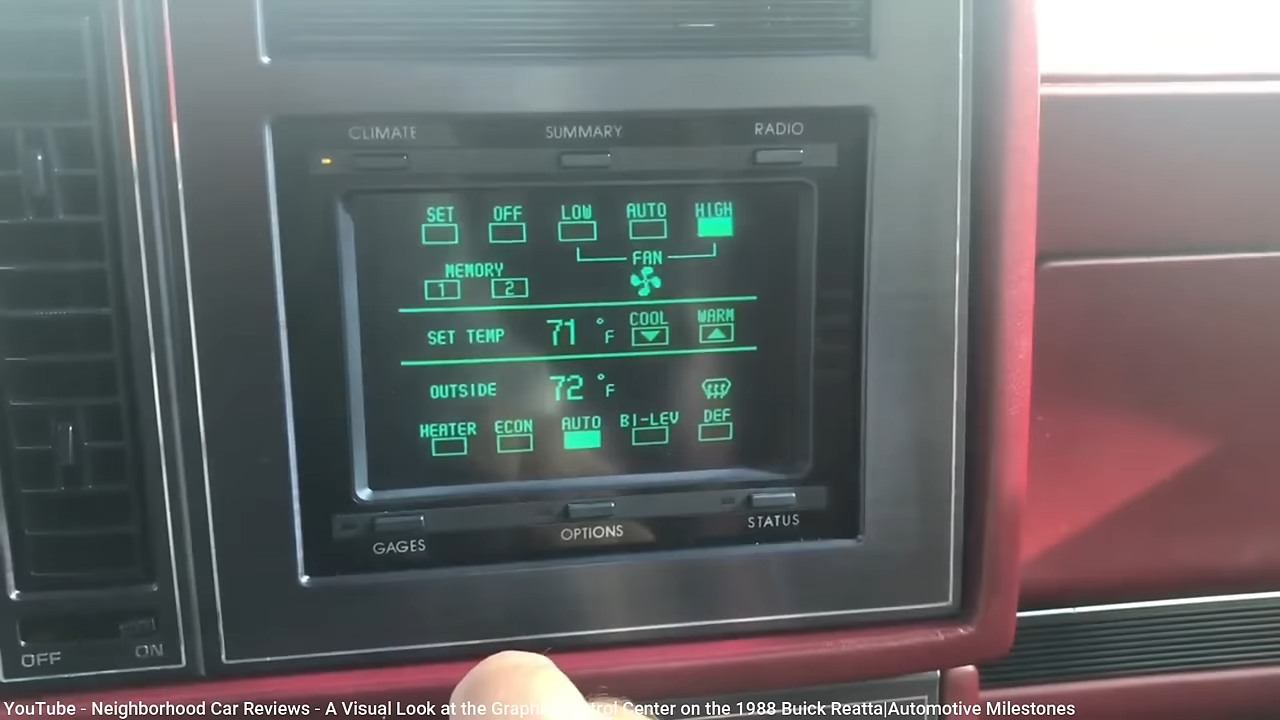 CLIMATE SUMMARY RADIO
SET OFF LOW AUTO HIGH
FAN
MEMORY
1 2
SET TEMP 71 °F COOL WARM
OUTSIDE 72 °F
HEATER ECON AUTO BI-LEV DEF
GAGES OPTIONS STATUS
OFF ON
YouTube - Neighborhood Car Reviews - A Visual Look at the Graphic Control Center on the 1988 Buick Reatta|Automotive Milestones